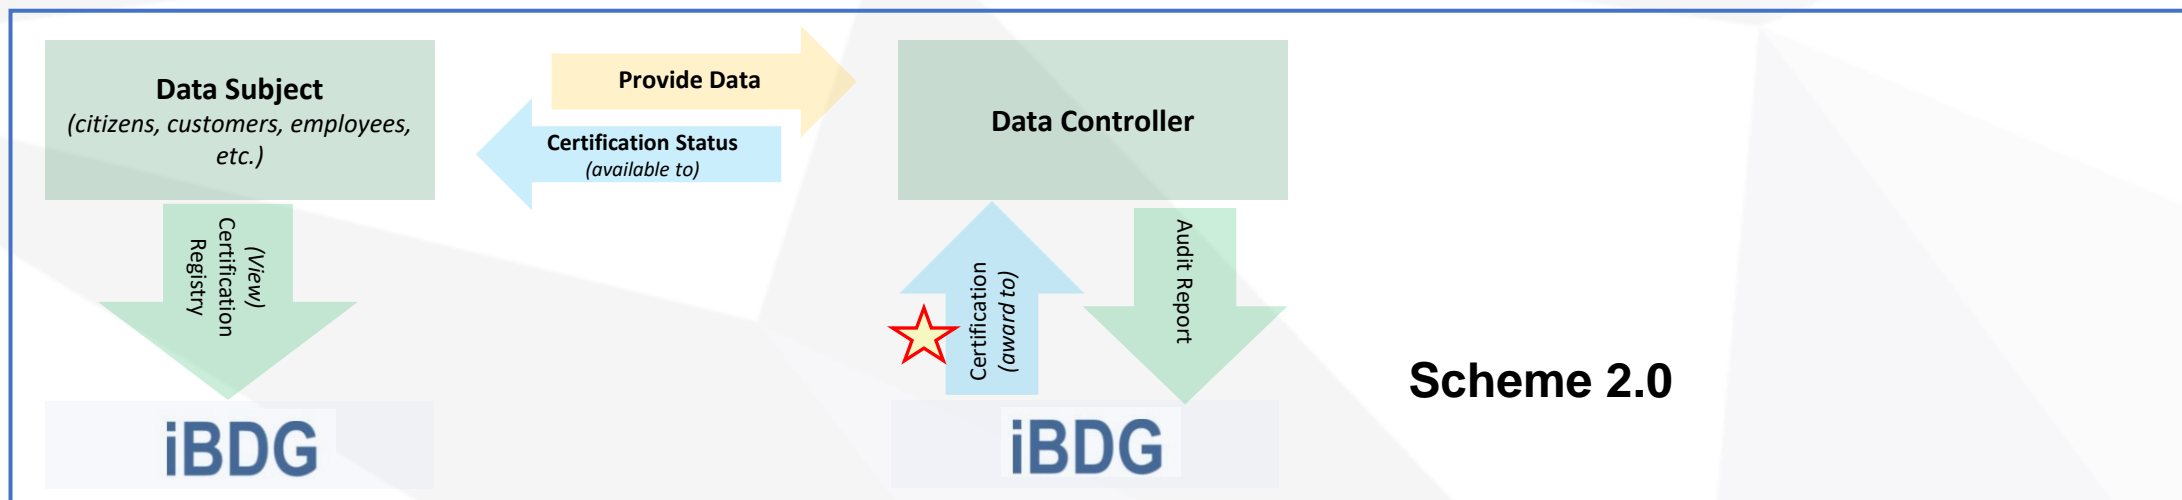 Data Subject
(citizens, customers, employees,
etc.)
Provide Data
Certification Status
(available to)
Data Controller
(View)
Certification
Registry
Certification
(award to)
Audit Report
Scheme 2.0
iBDG
iBDG